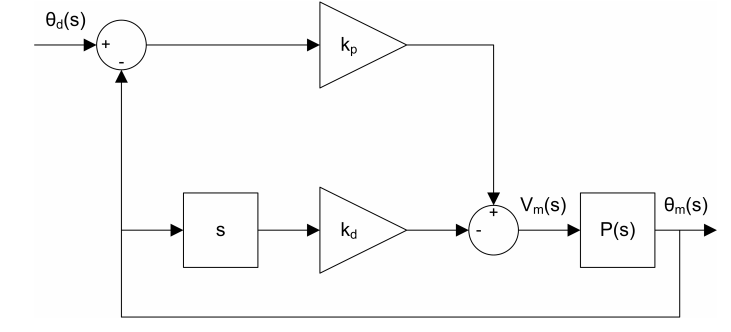 θd(s)
+
-
kp
s
kd
+
-
Vm(s)
P(s)
θm(s)